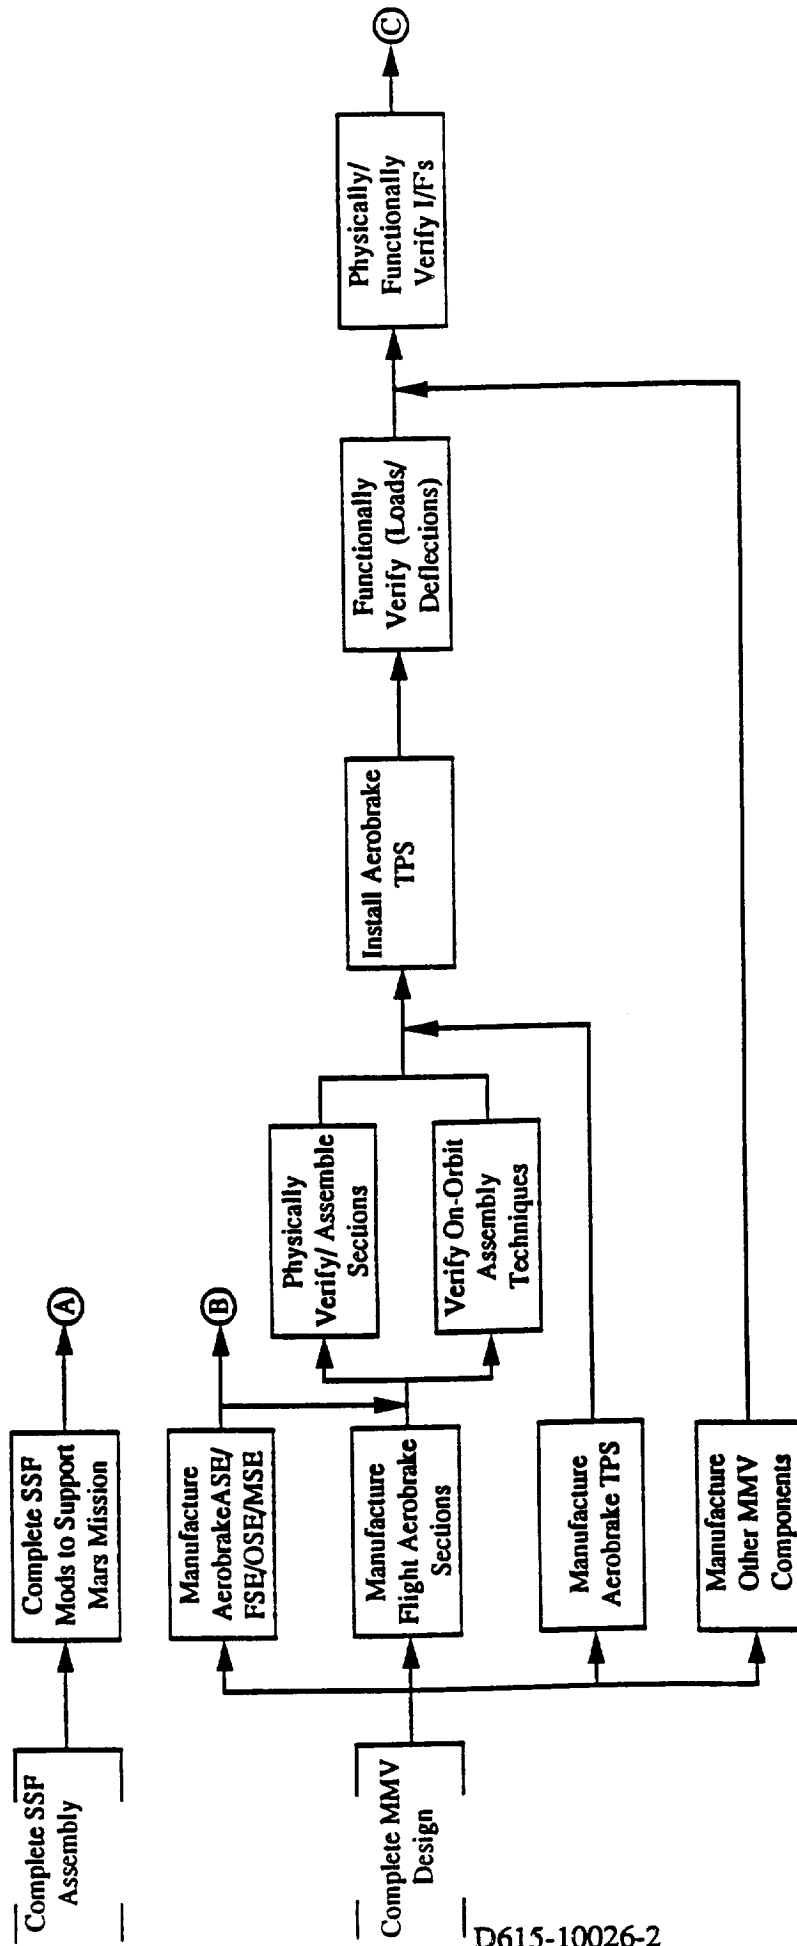 Complete SSF
Assembly
Complete SSF
Mods to Support
Mars Mission
A
Complete MMV
Design
Manufacture
AerobrakeASE/
FSE/OSE/MSE
B
Manufacture
Flight Aerobrake
Sections
Manufacture
Aerobrake TPS
Manufacture
Other MMV
Components
Physically
Verify/ Assemble
Sections
Verify On-Orbit
Assembly
Techniques
Install Aerobrake
TPS
Functionally
Verify (Loads/
Deflections)
Physically/
Functionally
Verify I/F's
C
D615-10026-2